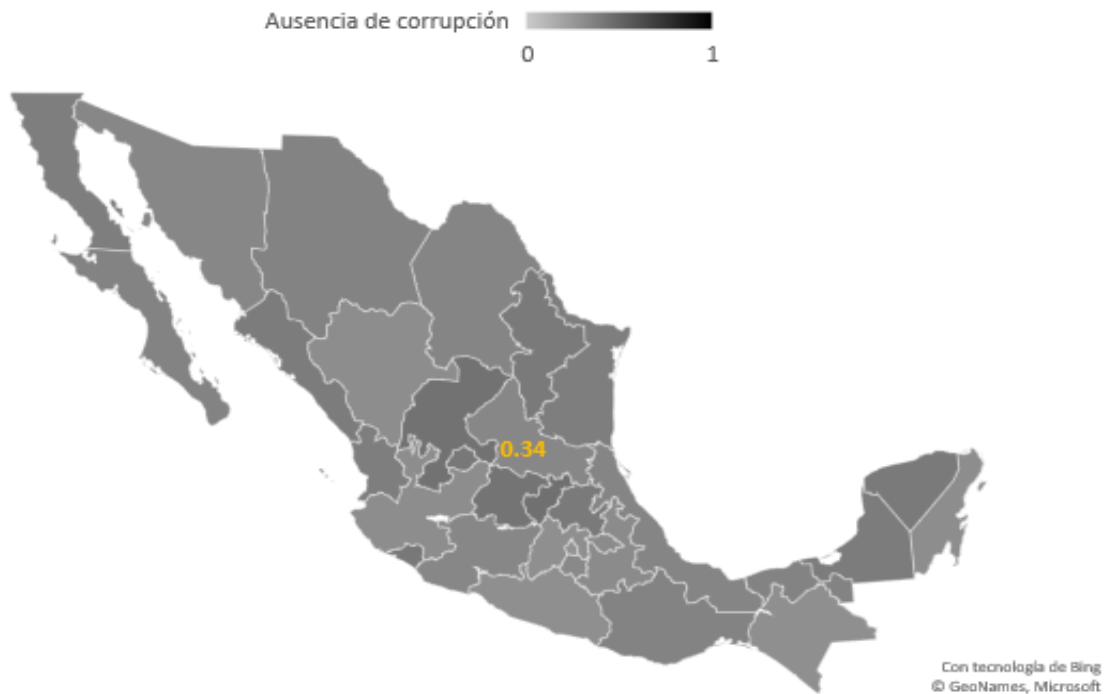 Ausencia de corrupción
0 1
0.34
Con tecnología de Bing
© GeoNames, Microsoft